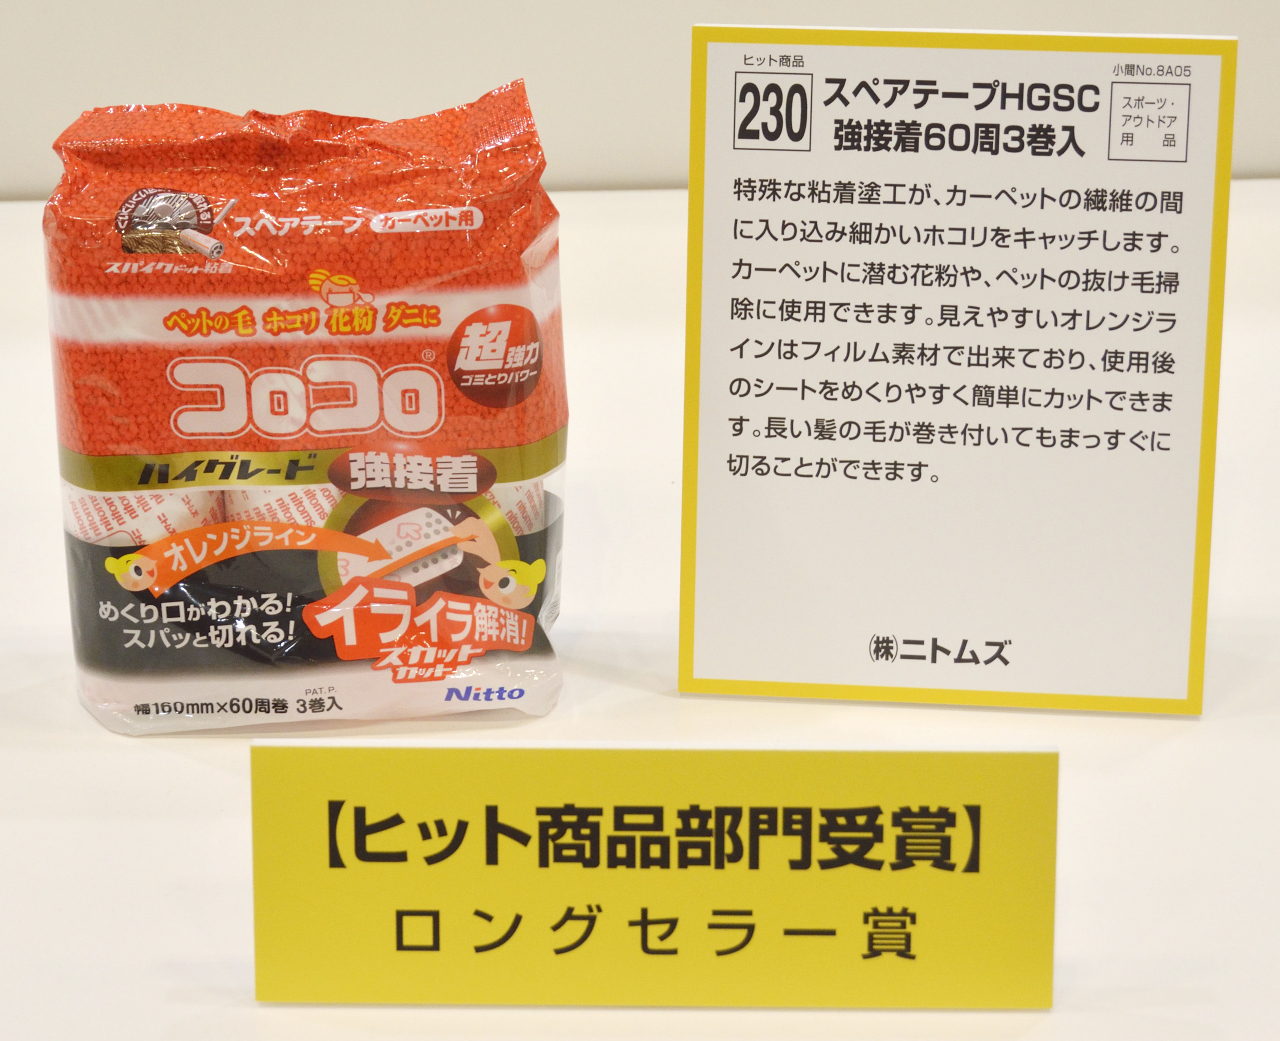 スペアテープ カーペット用
スパイクドット粘着
ペットの毛 ホコリ 花粉 ダニに
超強力
ゴミとりパワー
コロコロ®
ハイグレード 強接着
nitoms
オレンジライン
めくり口がわかる!
スパッと切れる!
イライラ解消!
スカット
カット
PAT. P.
幅160mm×60周巻 3巻入
Nitto
ヒット商品
230
スペアテープHGSC
強接着60周3巻入
小間No.8A05
スポーツ・
アウトドア
用品
特殊な粘着塗工が、カーペットの繊維の間
に入り込み細かいホコリをキャッチします。
カーペットに潜む花粉や、ペットの抜け毛掃
除に使用できます。見えやすいオレンジラ
インはフィルム素材で出来ており、使用後
のシートをめくりやすく簡単にカットできま
す。長い髪の毛が巻き付いてもまっすぐに
切ることができます。
㈱ニトムズ
【ヒット商品部門受賞】
ロングセラー賞